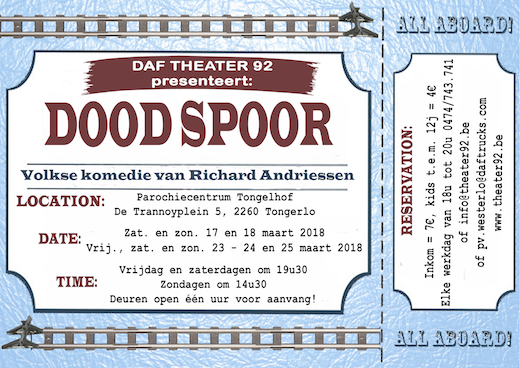 ALL ABOARD!
DAF THEATER 92
presenteert:
DOOD SPOOR
Volkse komedie van Richard Andriessen
LOCATION: Parochiecentrum Tongelhof
De Trannoyplein 5, 2260 Tongerlo
DATE: Zat. en zon. 17 en 18 maart 2018
Vrij., zat. en zon. 23 - 24 en 25 maart 2018
TIME: Vrijdag en zaterdagen om 19u30
Zondagen om 14u30
Deuren open één uur voor aanvang!
RESERVATION:
Inkom = 7€, kids t.e.m. 12j = 4€
Elke werkdag van 18u tot 20u 0474/743.741
of info@theater92.be
of pv.westerlo@daftrucks.com
www.theater92.be
ALL ABOARD!